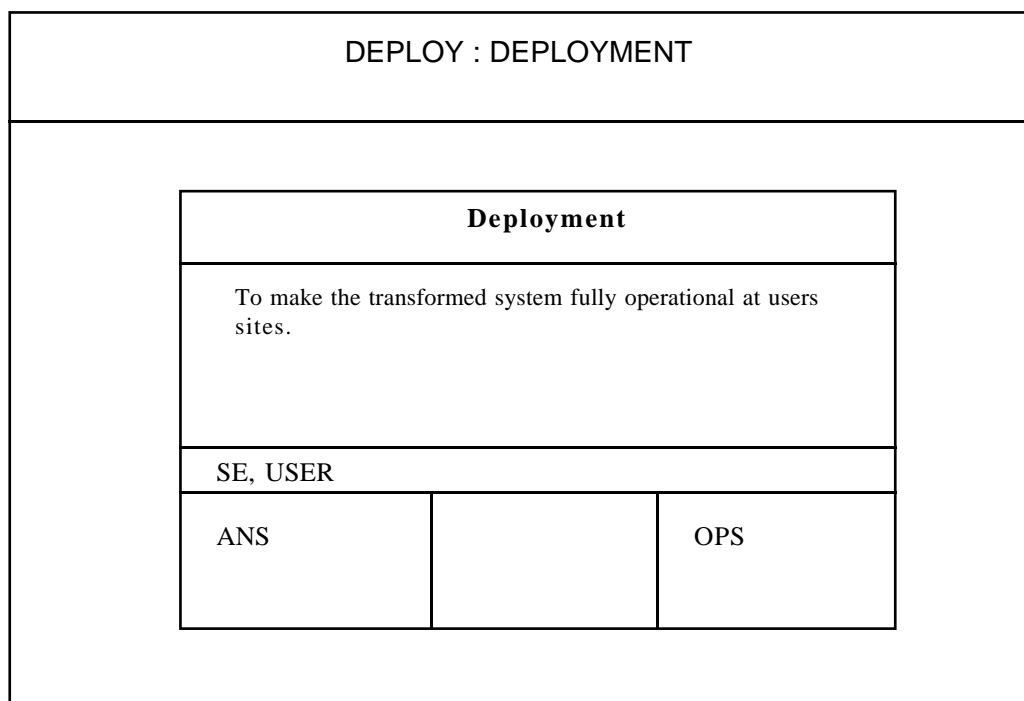 DEPLOY : DEPLOYMENT
Deployment
To make the transformed system fully operational at users
sites.
SE, USER
ANS
OPS